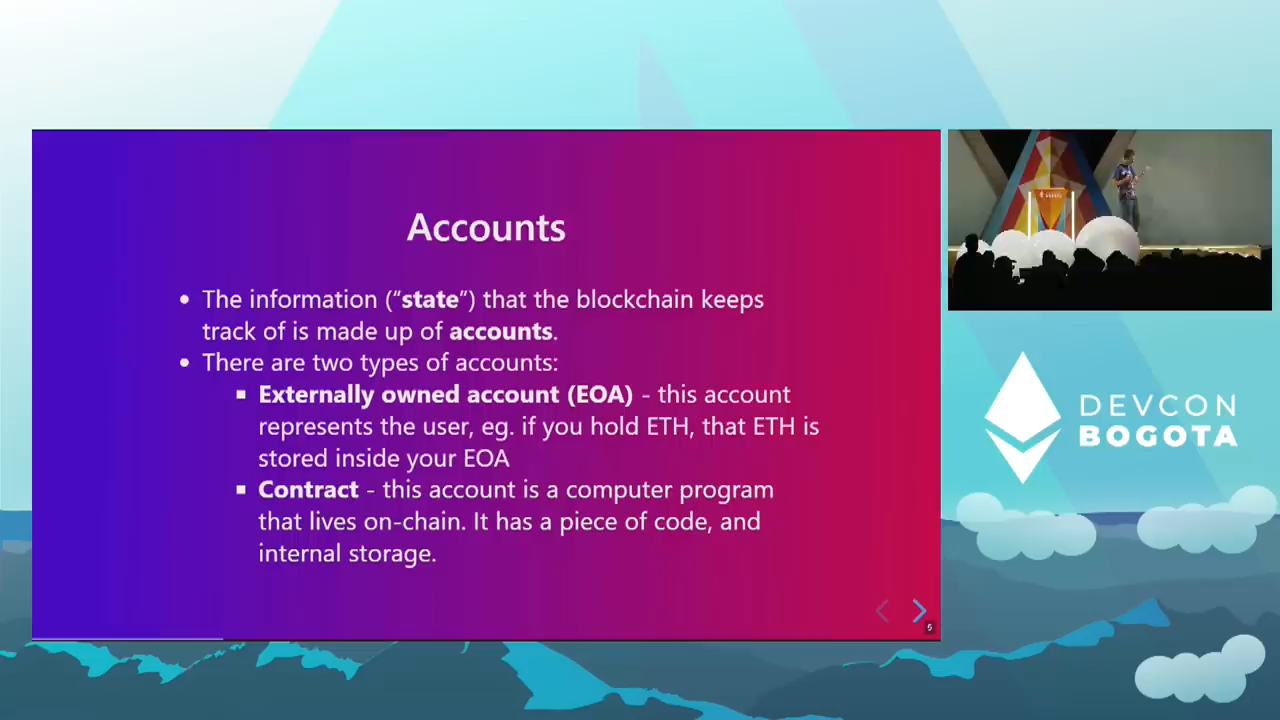 Accounts
• The information (“state”) that the blockchain keeps
track of is made up of accounts.
• There are two types of accounts:
▪ Externally owned account (EOA) - this account
represents the user, eg. if you hold ETH, that ETH is
stored inside your EOA
▪ Contract - this account is a computer program
that lives on-chain. It has a piece of code, and
internal storage.
5
DEVCON
BOGOTA